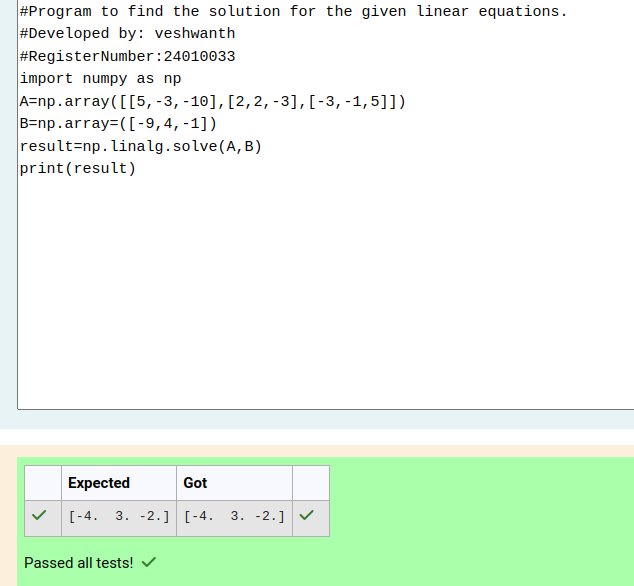 #Program to find the solution for the given linear equations.
#Developed by: veshwanth
#RegisterNumber:24010033
import numpy as np
A=np.array([[5,-3,-10],[2,2,-3],[-3,-1,5]])
B=np.array=([-9,4,-1])
result=np.linalg.solve(A,B)
print(result)
Expected Got
[-4.  3. -2.] [-4.  3. -2.]
Passed all tests!